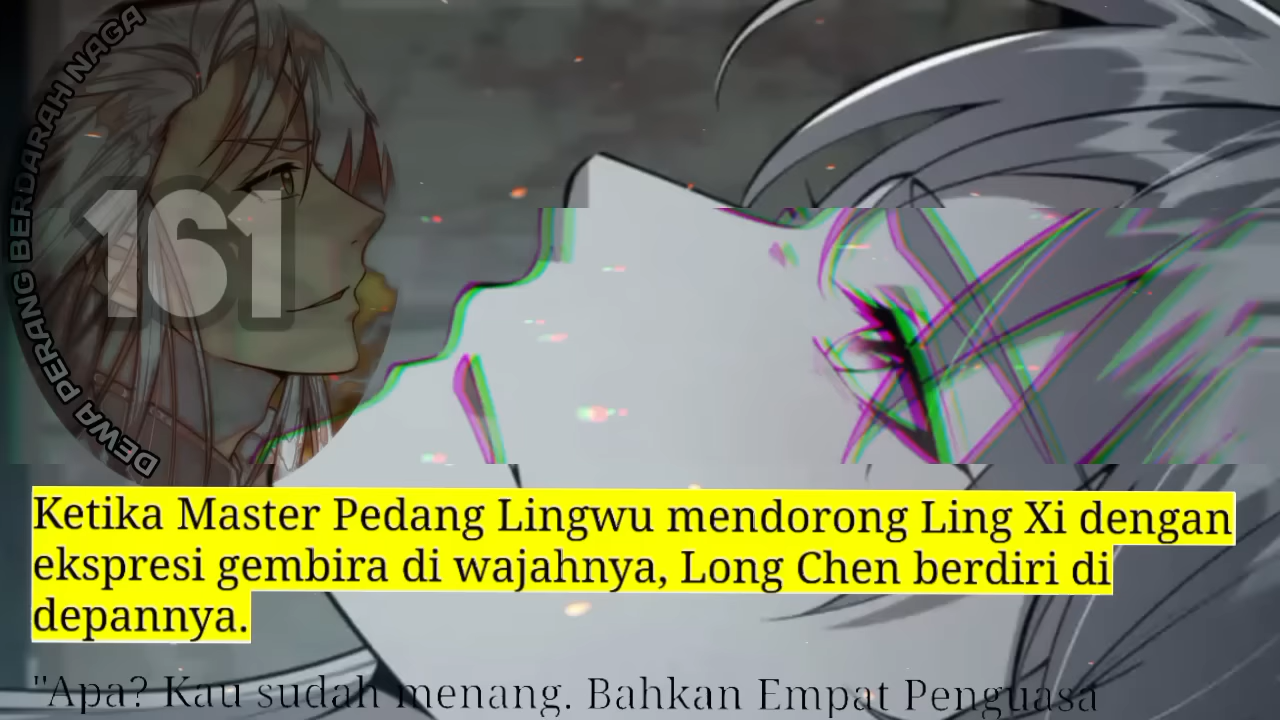 DEWA PERANG BERDARAH NAGA
161
Ketika Master Pedang Lingwu mendorong Ling Xi dengan
ekspresi gembira di wajahnya, Long Chen berdiri di
depannya.
"Apa? Kau sudah menang. Bahkan Empat Penguasa